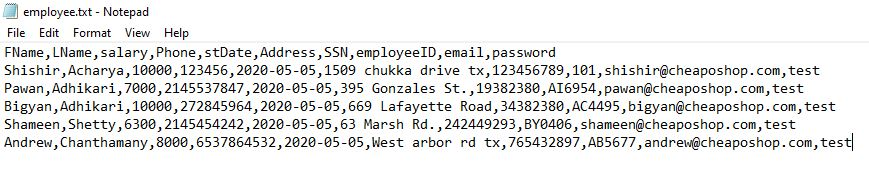 employee.txt - Notepad
File Edit Format View Help
FName,LName,salary,Phone,stDate,Address,SSN,employeeID,email,password
Shishir,Acharya,10000,123456,2020-05-05,1509 chukka drive tx,123456789,101,shishir@cheaposhop.com,test
Pawan,Adhikari,7000,2145537847,2020-05-05,395 Gonzales St.,19382380,AI6954,pawan@cheaposhop.com,test
Bigyan,Adhikari,10000,272845964,2020-05-05,669 Lafayette Road,34382380,AC4495,bigyan@cheaposhop.com,test
Shameen,Shetty,6300,2145454242,2020-05-05,63 Marsh Rd.,242449293,BY0406,shameen@cheaposhop.com,test
Andrew,Chanthamany,8000,6537864532,2020-05-05,West arbor rd tx,765432897,AB5677,andrew@cheaposhop.com,test